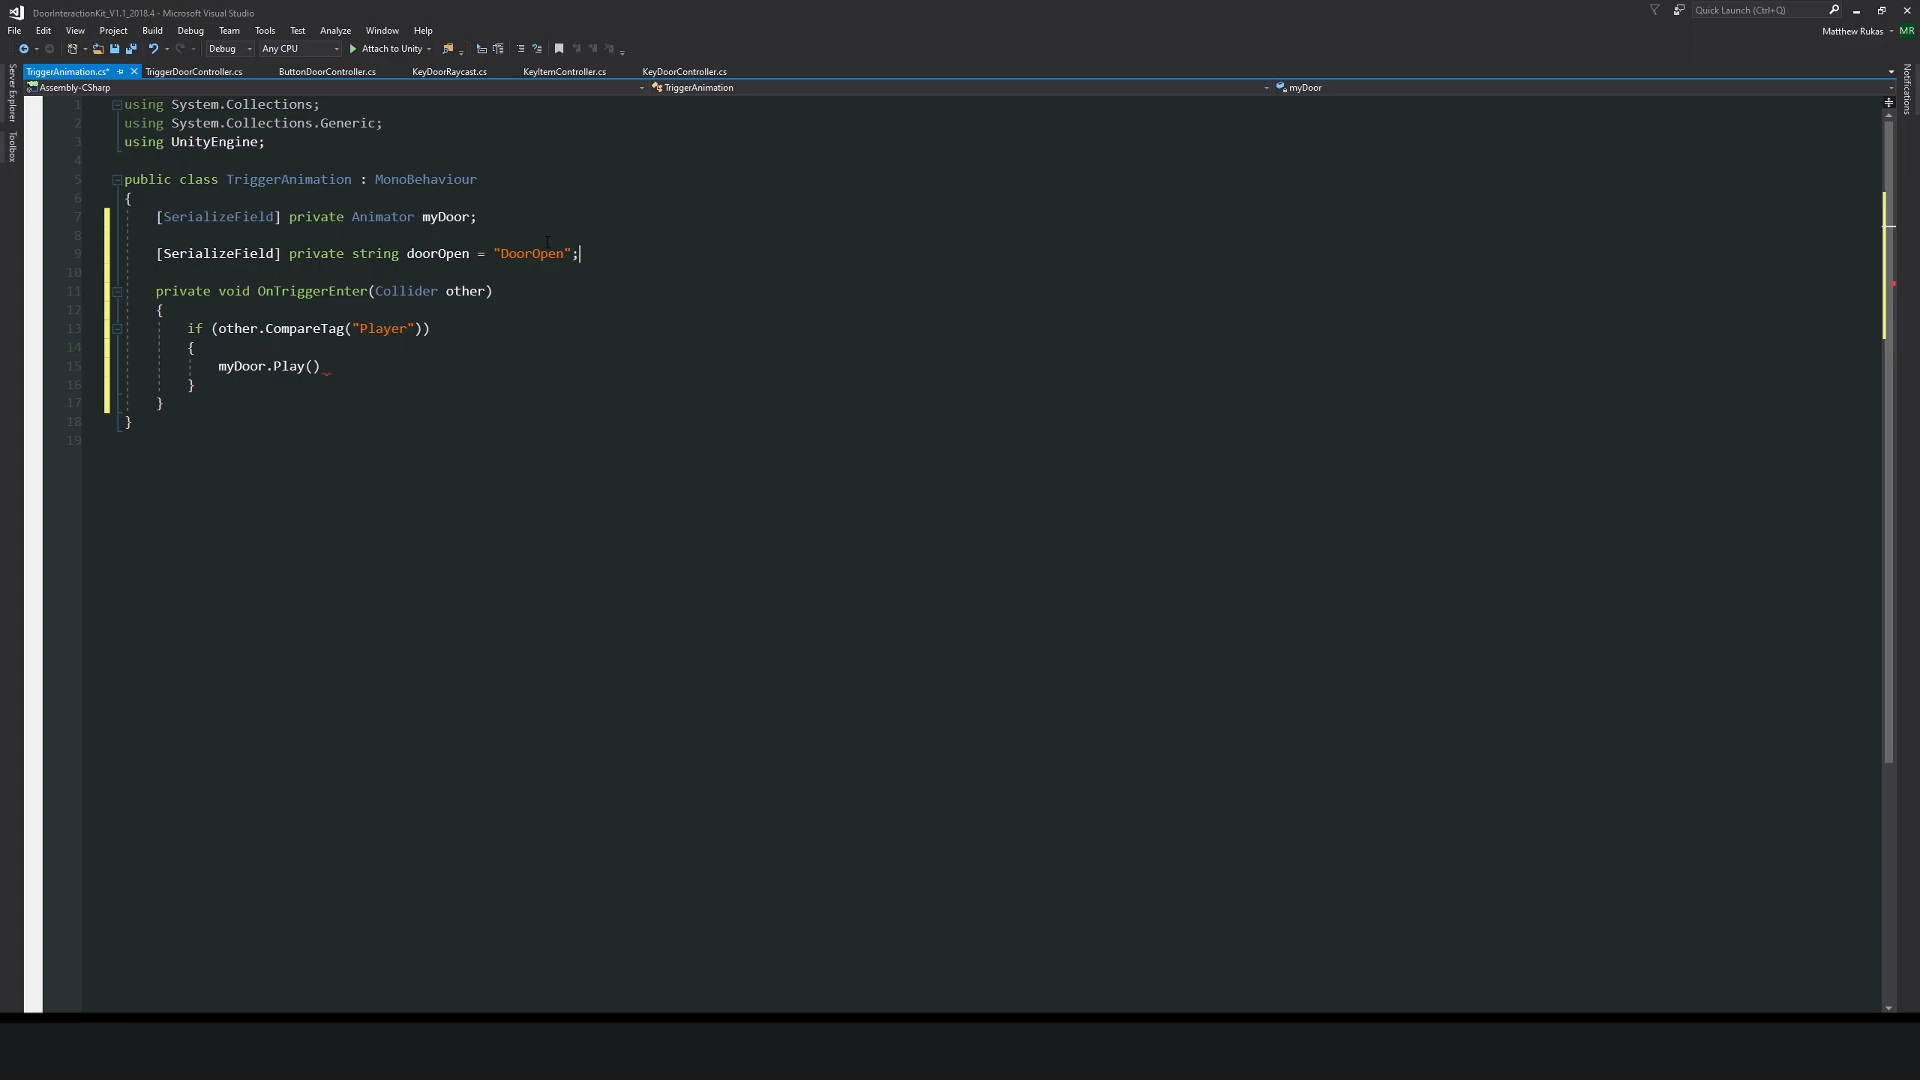 DoorInteractionKit_V1.1_2018.4 - Microsoft Visual Studio
Quick Launch (Ctrl+Q)
File Edit View Project Build Debug Team Tools Test Analyze Window Help
Matthew Rukas MR
Debug Any CPU Attach to Unity
TriggerAnimation.cs* TriggerDoorController.cs ButtonDoorController.cs KeyDoorRaycast.cs KeyItemController.cs KeyDoorController.cs
Assembly-CSharp TriggerAnimation myDoor
Server Explorer
Toolbox
Notifications
1 using System.Collections;
2 using System.Collections.Generic;
3 using UnityEngine;
4
5 public class TriggerAnimation : MonoBehaviour
6 {
7 [SerializeField] private Animator myDoor;
8
9 [SerializeField] private string doorOpen = "DoorOpen";
10
11 private void OnTriggerEnter(Collider other)
12 {
13 if (other.CompareTag("Player"))
14 {
15 myDoor.Play()
16 }
17 }
18 }
19